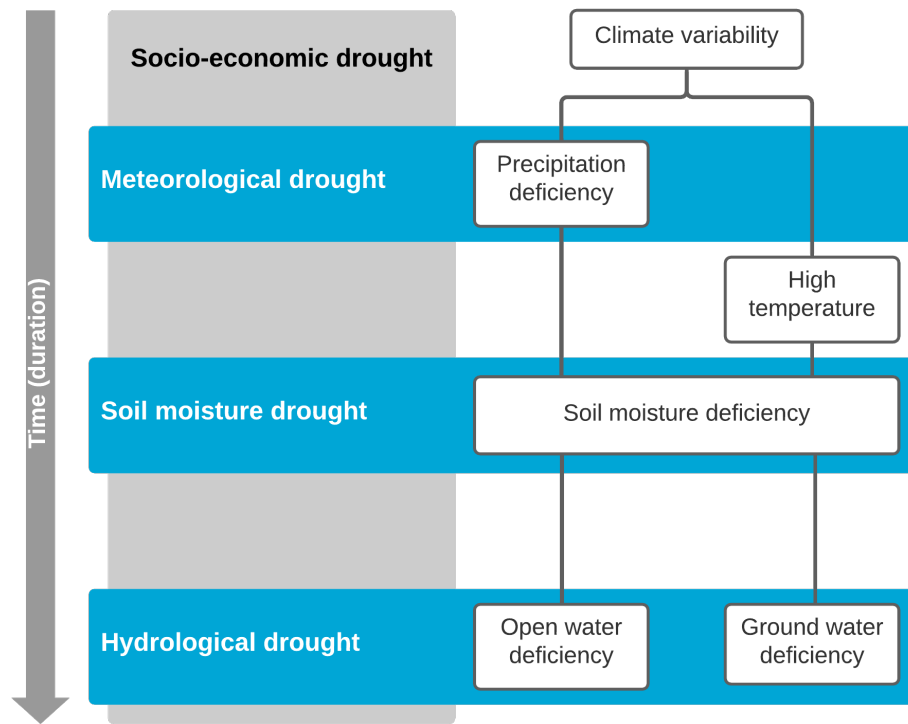 Socio-economic drought
Climate variability
Meteorological drought
Precipitation
deficiency
High
temperature
Time (duration)
Soil moisture drought
Soil moisture deficiency
Hydrological drought
Open water
deficiency
Ground water
deficiency